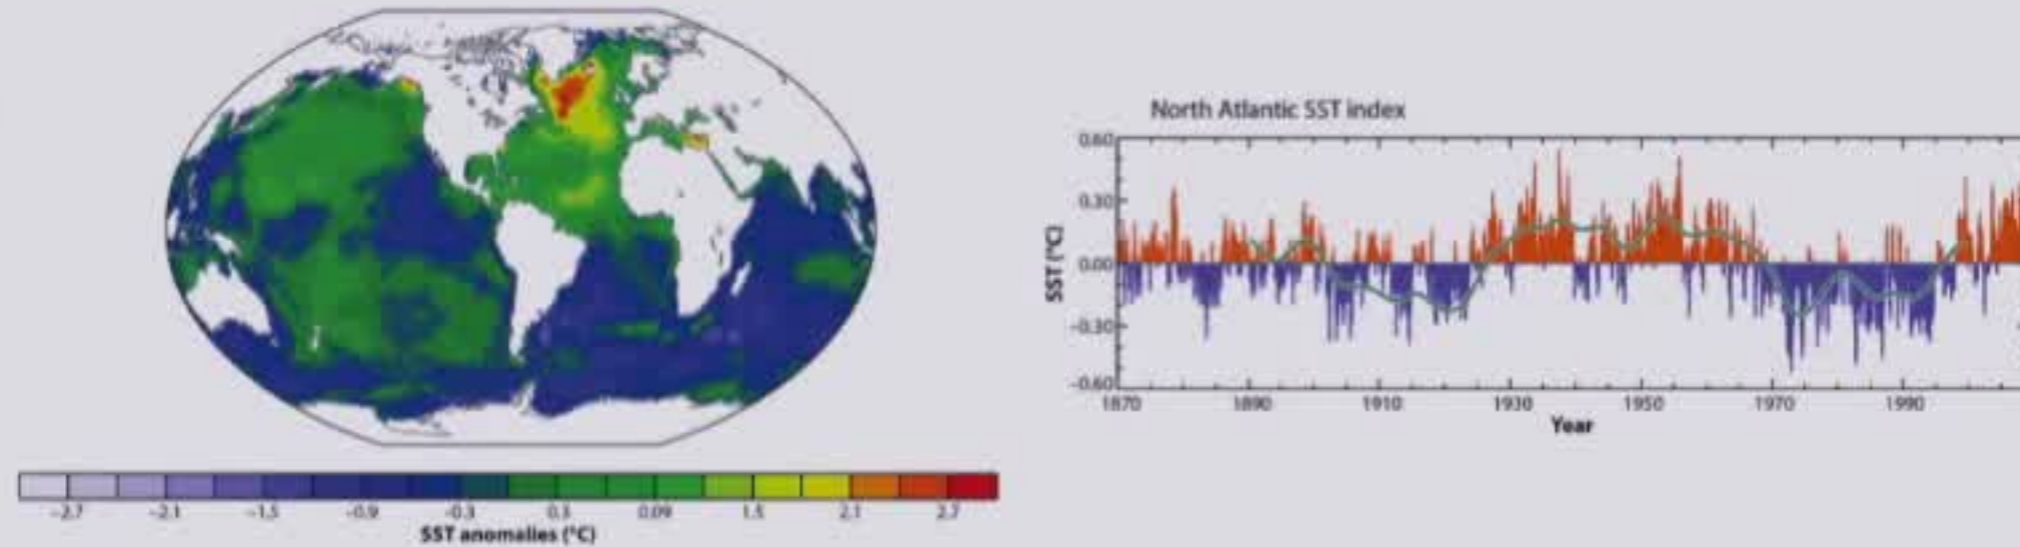 -2.7 -2.1 -1.5 -0.9 -0.3 0.3 0.09 1.5 2.1 2.7
SST anomalies (°C)
North Atlantic SST index
0.60
0.30
0.00
-0.30
-0.60
SST (°C)
1870 1890 1910 1930 1950 1970 1990
Year